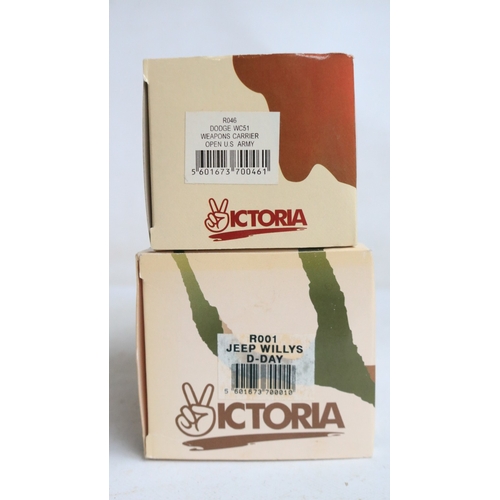 R046
DODGE WC51
WEAPONS CARRIER
OPEN U.S. ARMY
5 601673 700461
VICTORIA
R001
JEEP WILLYS
D-DAY
5 601673 700010
VICTORIA